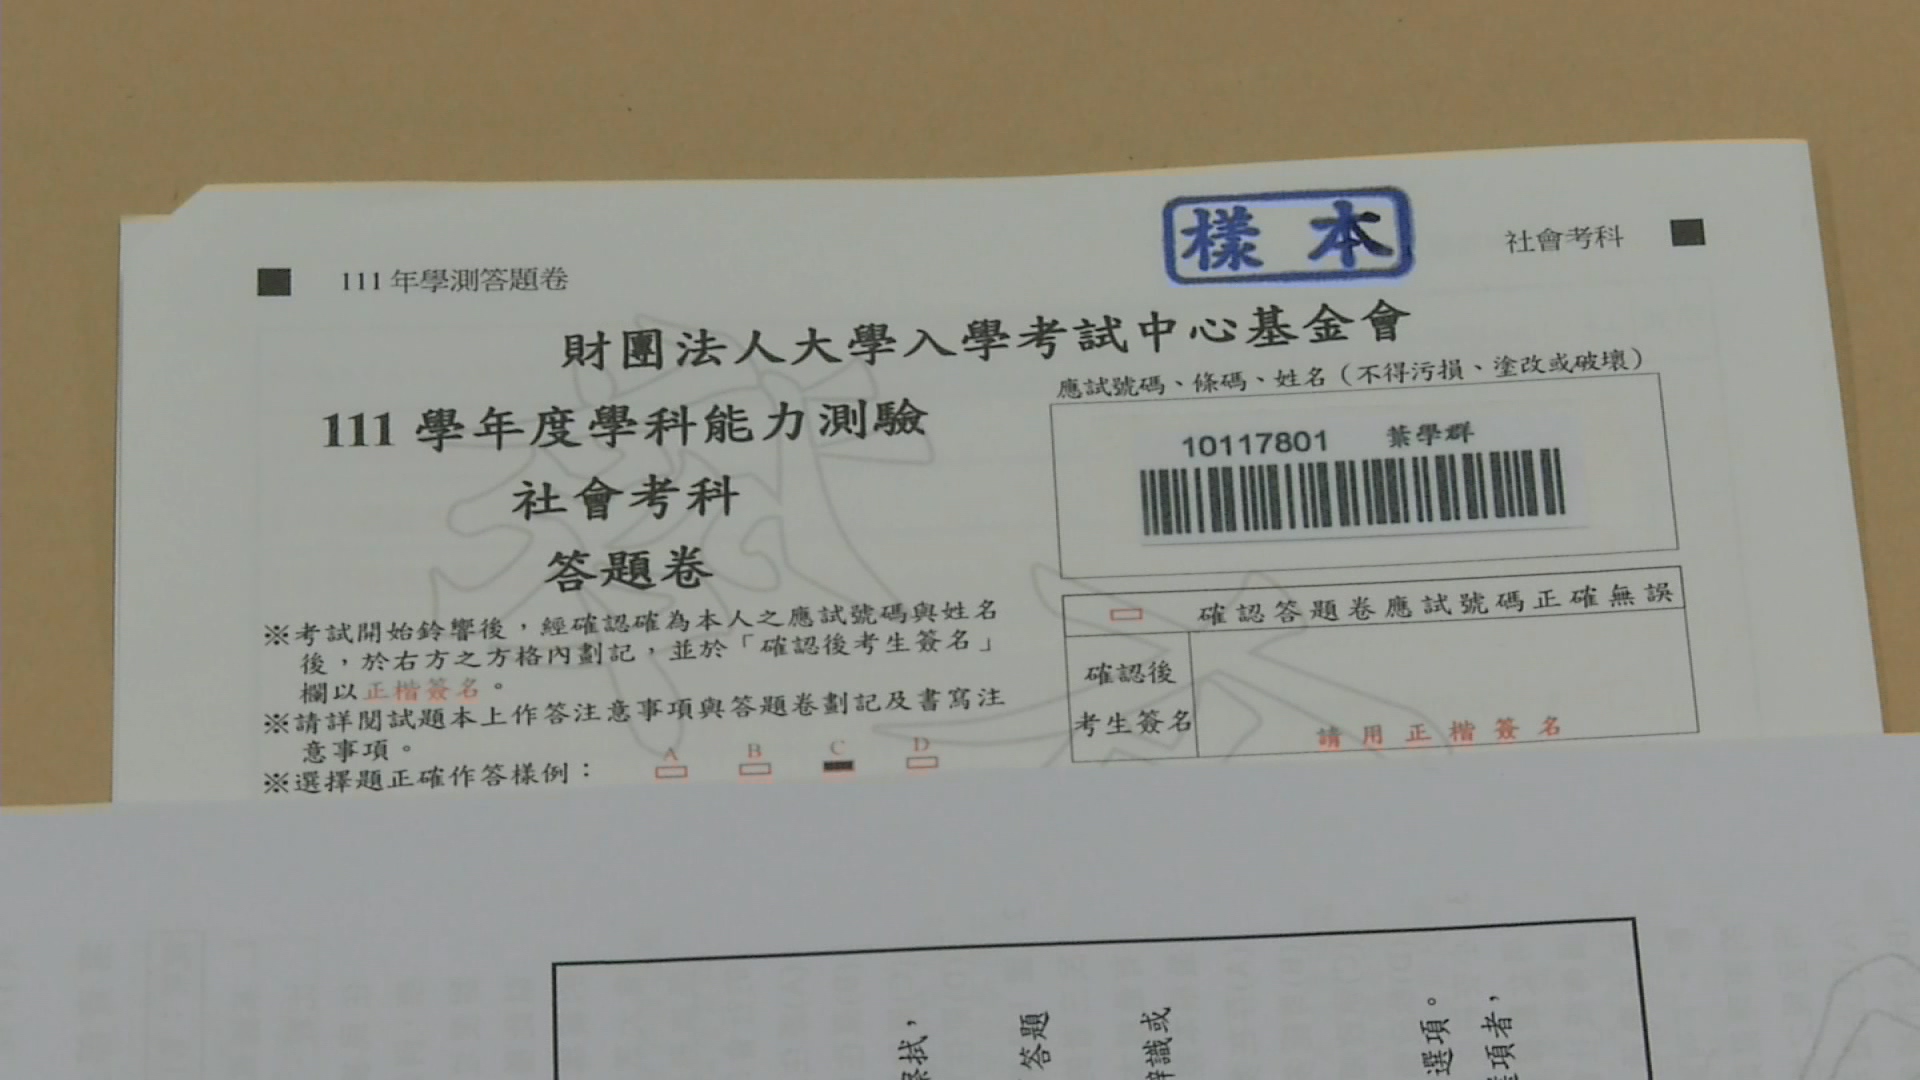 樣本
111 年學測答題卷
社會考科
財團法人大學入學考試中心基金會
111 學年度學科能力測驗
社會考科
答題卷
應試號碼、條碼、姓名（不得污損、塗改或破壞）
10117801 葉學群
確認答題卷應試號碼正確無誤
確認後
考生簽名
請用正楷簽名
※考試開始鈴響後，經確認確為本人之應試號碼與姓名
後，於右方之方格內劃記，並於「確認後考生簽名」
欄以正楷簽名。
※請詳閱試題本上作答注意事項與答題卷劃記及書寫注
意事項。
※選擇題正確作答樣例：
A B C D
選項。
項者，
答題
識或
拭，